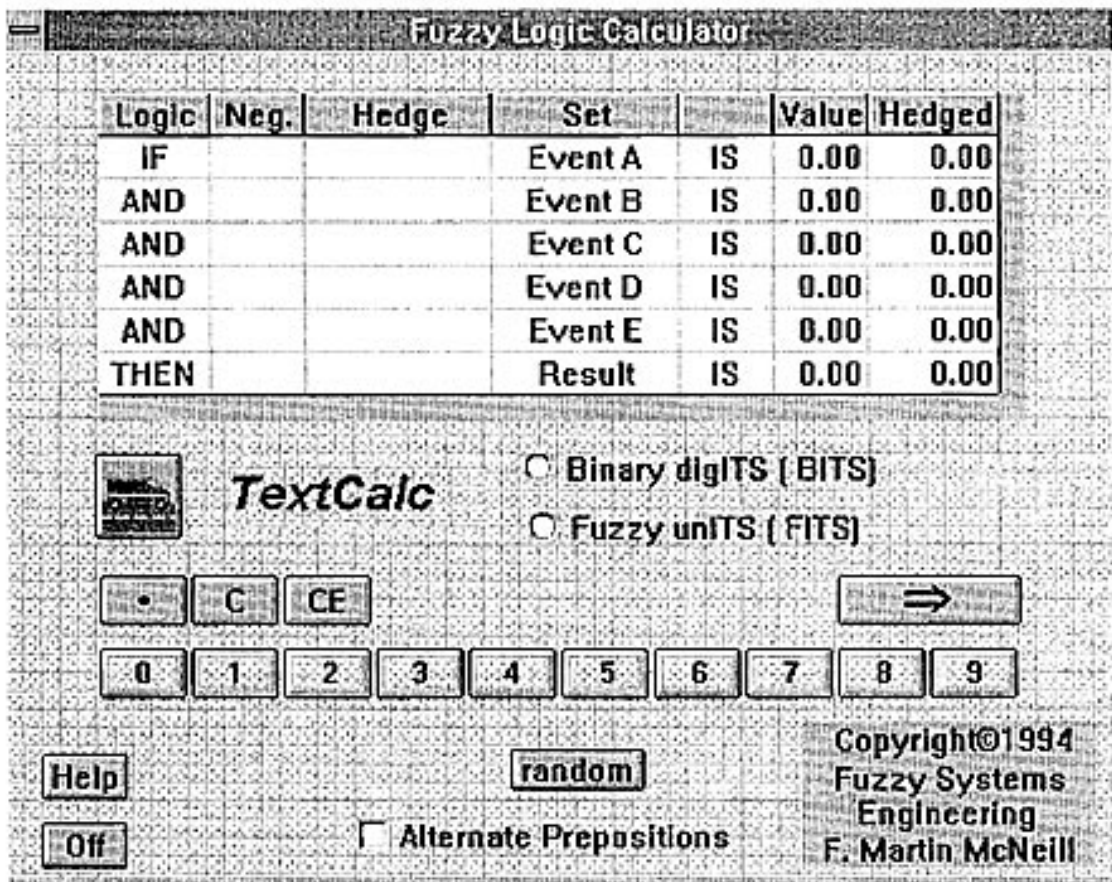 Fuzzy Logic Calculator
Logic Neg. Hedge Set Value Hedged
IF Event A IS 0.00 0.00
AND Event B IS 0.00 0.00
AND Event C IS 0.00 0.00
AND Event D IS 0.00 0.00
AND Event E IS 0.00 0.00
THEN Result IS 0.00 0.00
TextCalc
Binary digITS ( BITS)
Fuzzy unITS ( FITS)
• C CE ⇒
0 1 2 3 4 5 6 7 8 9
Help
random
Off
Alternate Prepositions
Copyright©1994
Fuzzy Systems
Engineering
F. Martin McNeill